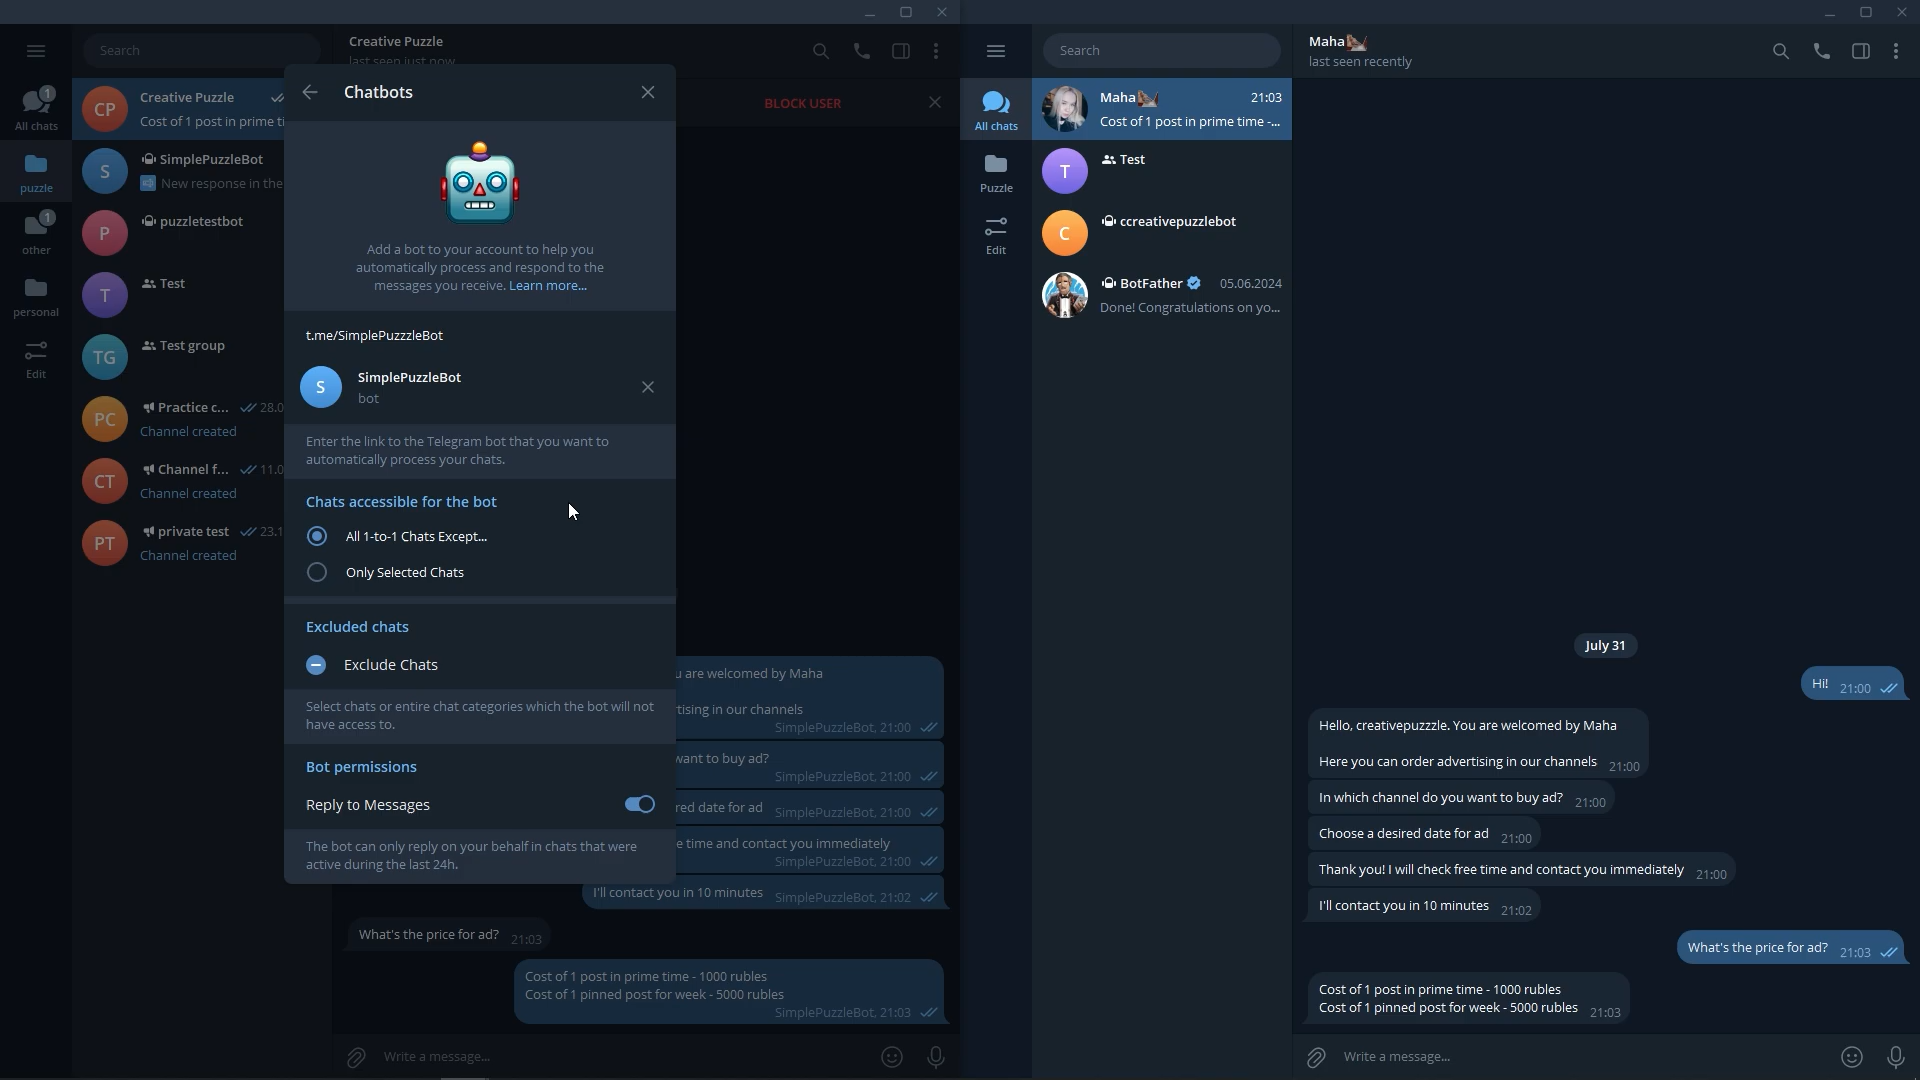 Search
Creative Puzzle
last seen just now
1
All chats
puzzle
1
other
personal
Edit
CP
Creative Puzzle
Cost of 1 post in prime ti
S
SimplePuzzleBot
New response in the
P
puzzletestbot
T
Test
TG
Test group
PC
Practice c... 28.0
Channel created
CT
Channel f... 11.0
Channel created
PT
private test 23.1
Channel created
BLOCK USER
Chatbots
Add a bot to your account to help you
automatically process and respond to the
messages you receive. Learn more...
t.me/SimplePuzzzleBot
S
SimplePuzzleBot
bot
Enter the link to the Telegram bot that you want to
automatically process your chats.
Chats accessible for the bot
All 1-to-1 Chats Except...
Only Selected Chats
Excluded chats
Exclude Chats
Select chats or entire chat categories which the bot will not
have access to.
Bot permissions
Reply to Messages
The bot can only reply on your behalf in chats that were
active during the last 24h.
u are welcomed by Maha
rtising in our channels
SimplePuzzleBot, 21:00
want to buy ad?
SimplePuzzleBot, 21:00
red date for ad SimplePuzzleBot, 21:00
e time and contact you immediately
SimplePuzzleBot, 21:00
I'll contact you in 10 minutes SimplePuzzleBot, 21:02
What's the price for ad? 21:03
Cost of 1 post in prime time - 1000 rubles
Cost of 1 pinned post for week - 5000 rubles
SimplePuzzleBot, 21:03
Write a message...
Search
Maha
last seen recently
All chats
Puzzle
Edit
Maha 21:03
Cost of 1 post in prime time -...
T
Test
C
ccreativepuzzlebot
BotFather 05.06.2024
Done! Congratulations on yo...
July 31
Hi! 21:00
Hello, creativepuzzzle. You are welcomed by Maha
Here you can order advertising in our channels 21:00
In which channel do you want to buy ad? 21:00
Choose a desired date for ad 21:00
Thank you! I will check free time and contact you immediately 21:00
I'll contact you in 10 minutes 21:02
What's the price for ad? 21:03
Cost of 1 post in prime time - 1000 rubles
Cost of 1 pinned post for week - 5000 rubles 21:03
Write a message...